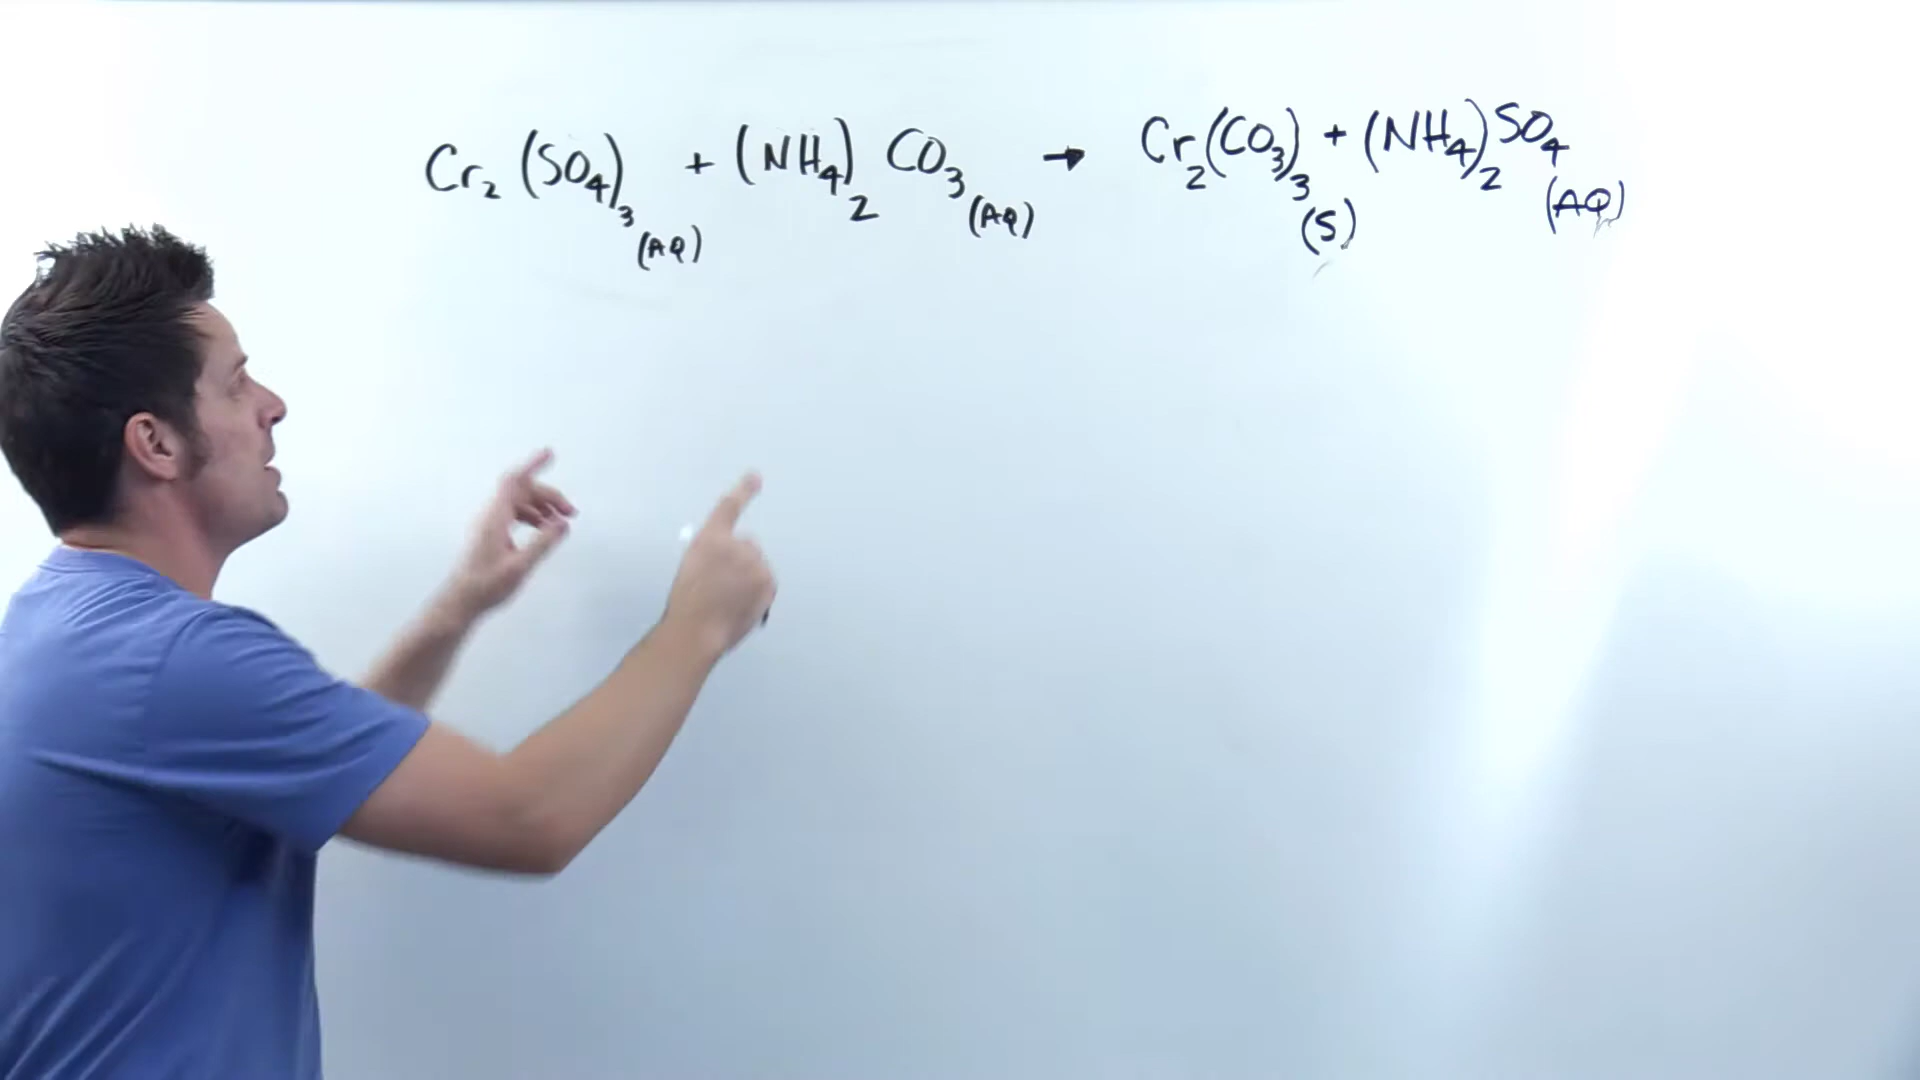 Cr₂(SO₄)₃(AQ) + (NH₄)₂CO₃(AQ) → Cr₂(CO₃)₃(S) + (NH₄)₂SO₄(AQ)